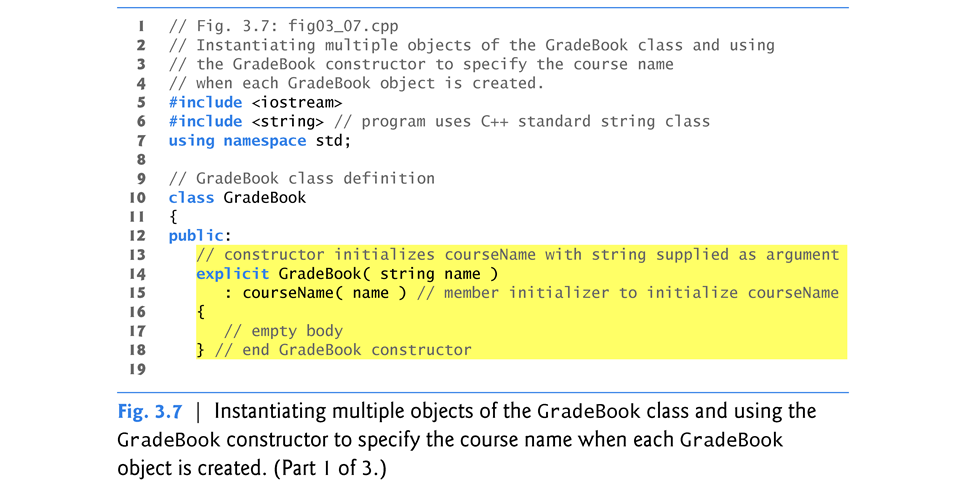 1 // Fig. 3.7: fig03_07.cpp
2 // Instantiating multiple objects of the GradeBook class and using
3 // the GradeBook constructor to specify the course name
4 // when each GradeBook object is created.
5 #include <iostream>
6 #include <string> // program uses C++ standard string class
7 using namespace std;
8
9 // GradeBook class definition
10 class GradeBook
11 {
12 public:
13 // constructor initializes courseName with string supplied as argument
14 explicit GradeBook( string name )
15 : courseName( name ) // member initializer to initialize courseName
16 {
17 // empty body
18 } // end GradeBook constructor
19
Fig. 3.7 | Instantiating multiple objects of the GradeBook class and using the
GradeBook constructor to specify the course name when each GradeBook
object is created. (Part 1 of 3.)